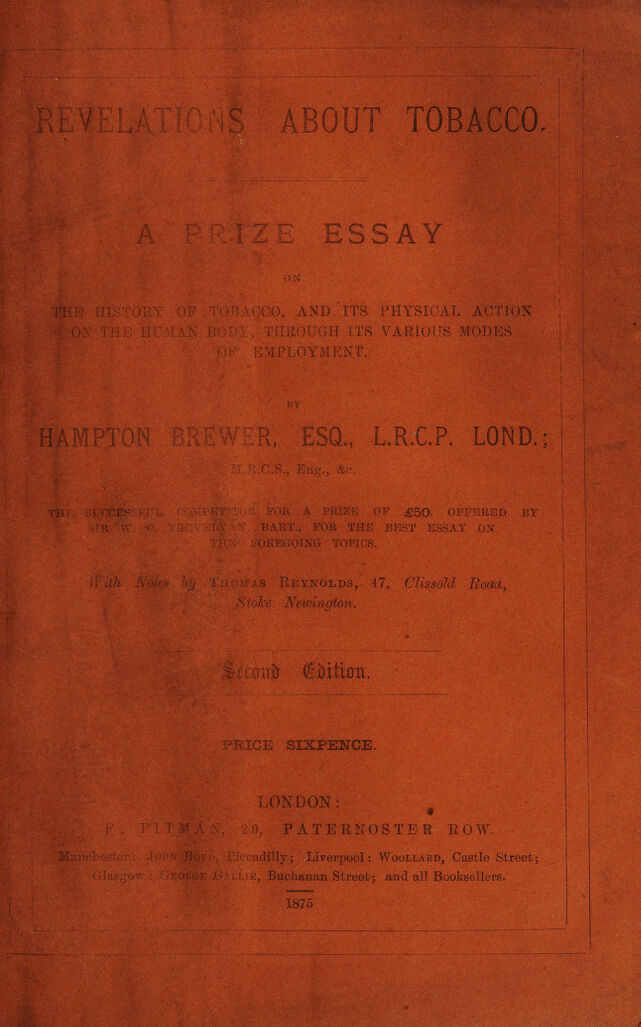 REVELATIONS ABOUT TOBACCO.
A PRIZE ESSAY
ON
THE HISTORY OF TOBACCO, AND ITS PHYSICAL ACTION
ON THE HUMAN BODY, THROUGH ITS VARIOUS MODES
OF EMPLOYMENT.
BY
HAMPTON BREWER, ESQ., L.R.C.P. LOND.;
M.R.C.S., Eng., &c.
THE SUCCESSFUL COMPETITOR FOR A PRIZE OF £50, OFFERED BY
SIR W. C. TREVELYAN, BART., FOR THE BEST ESSAY ON
THE FOREGOING TOPICS.
With Notes by THOMAS REYNOLDS, 47, Clissold Road,
Stoke Newington.
Second Edition.
PRICE SIXPENCE.
LONDON:
F. PITMAN, 20, PATERNOSTER ROW.
Manchester: JOHN BOYD, Piccadilly; Liverpool: WOOLLARD, Castle Street;
Glasgow: GEORGE GALLIE, Buchanan Street; and all Booksellers.
1875